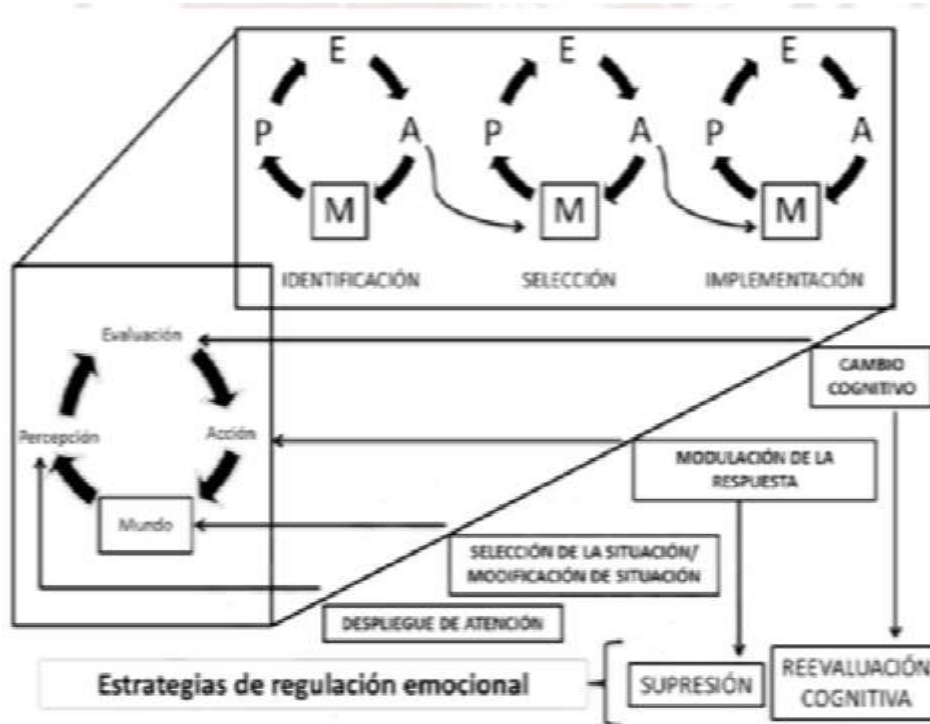 E E E
P A P A P A
M M M
IDENTIFICACIÓN SELECCIÓN IMPLEMENTACIÓN
Evaluación
Percepción Acción
Mundo
CAMBIO
COGNITIVO
MODULACIÓN DE LA
RESPUESTA
SELECCIÓN DE LA SITUACIÓN/
MODIFICACIÓN DE SITUACIÓN
DESPLIEGUE DE ATENCIÓN
Estrategias de regulación emocional
SUPRESIÓN
REEVALUACIÓN
COGNITIVA